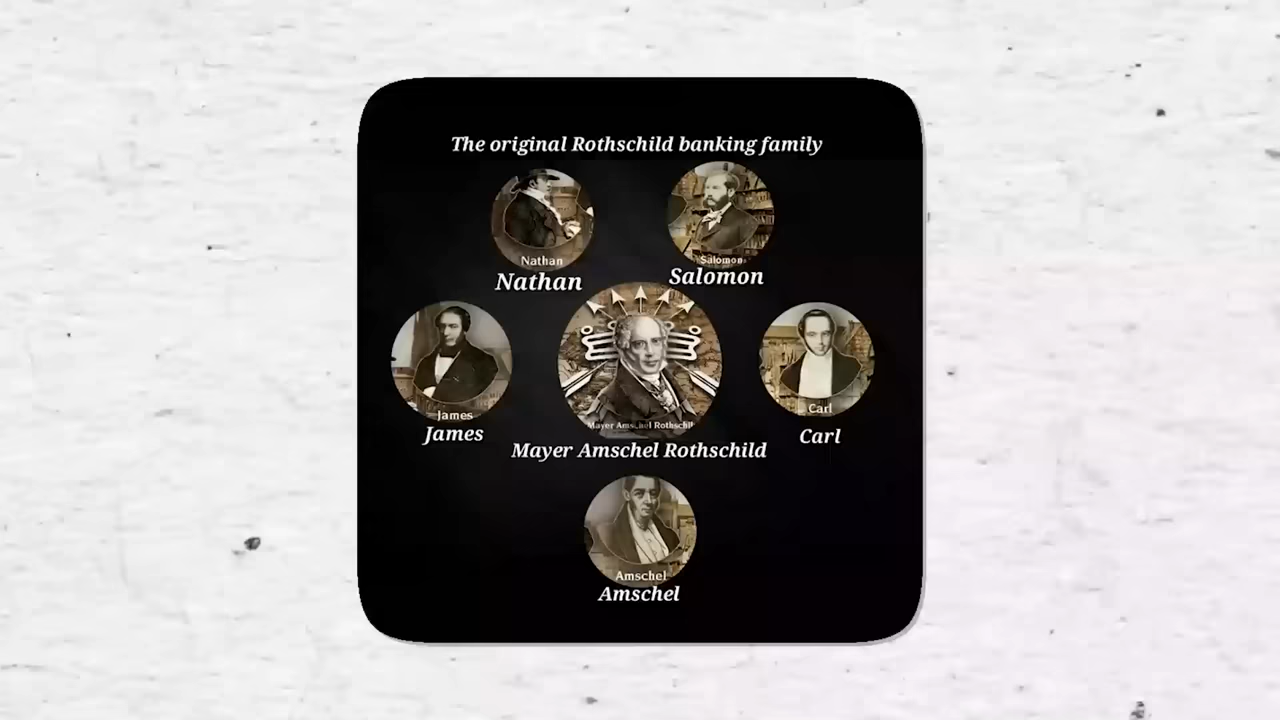 The original Rothschild banking family
Nathan
Nathan
Salomon
Salomon
James
James
Mayer Amschel Rothschil
Mayer Amschel Rothschild
Carl
Carl
Amschel
Amschel